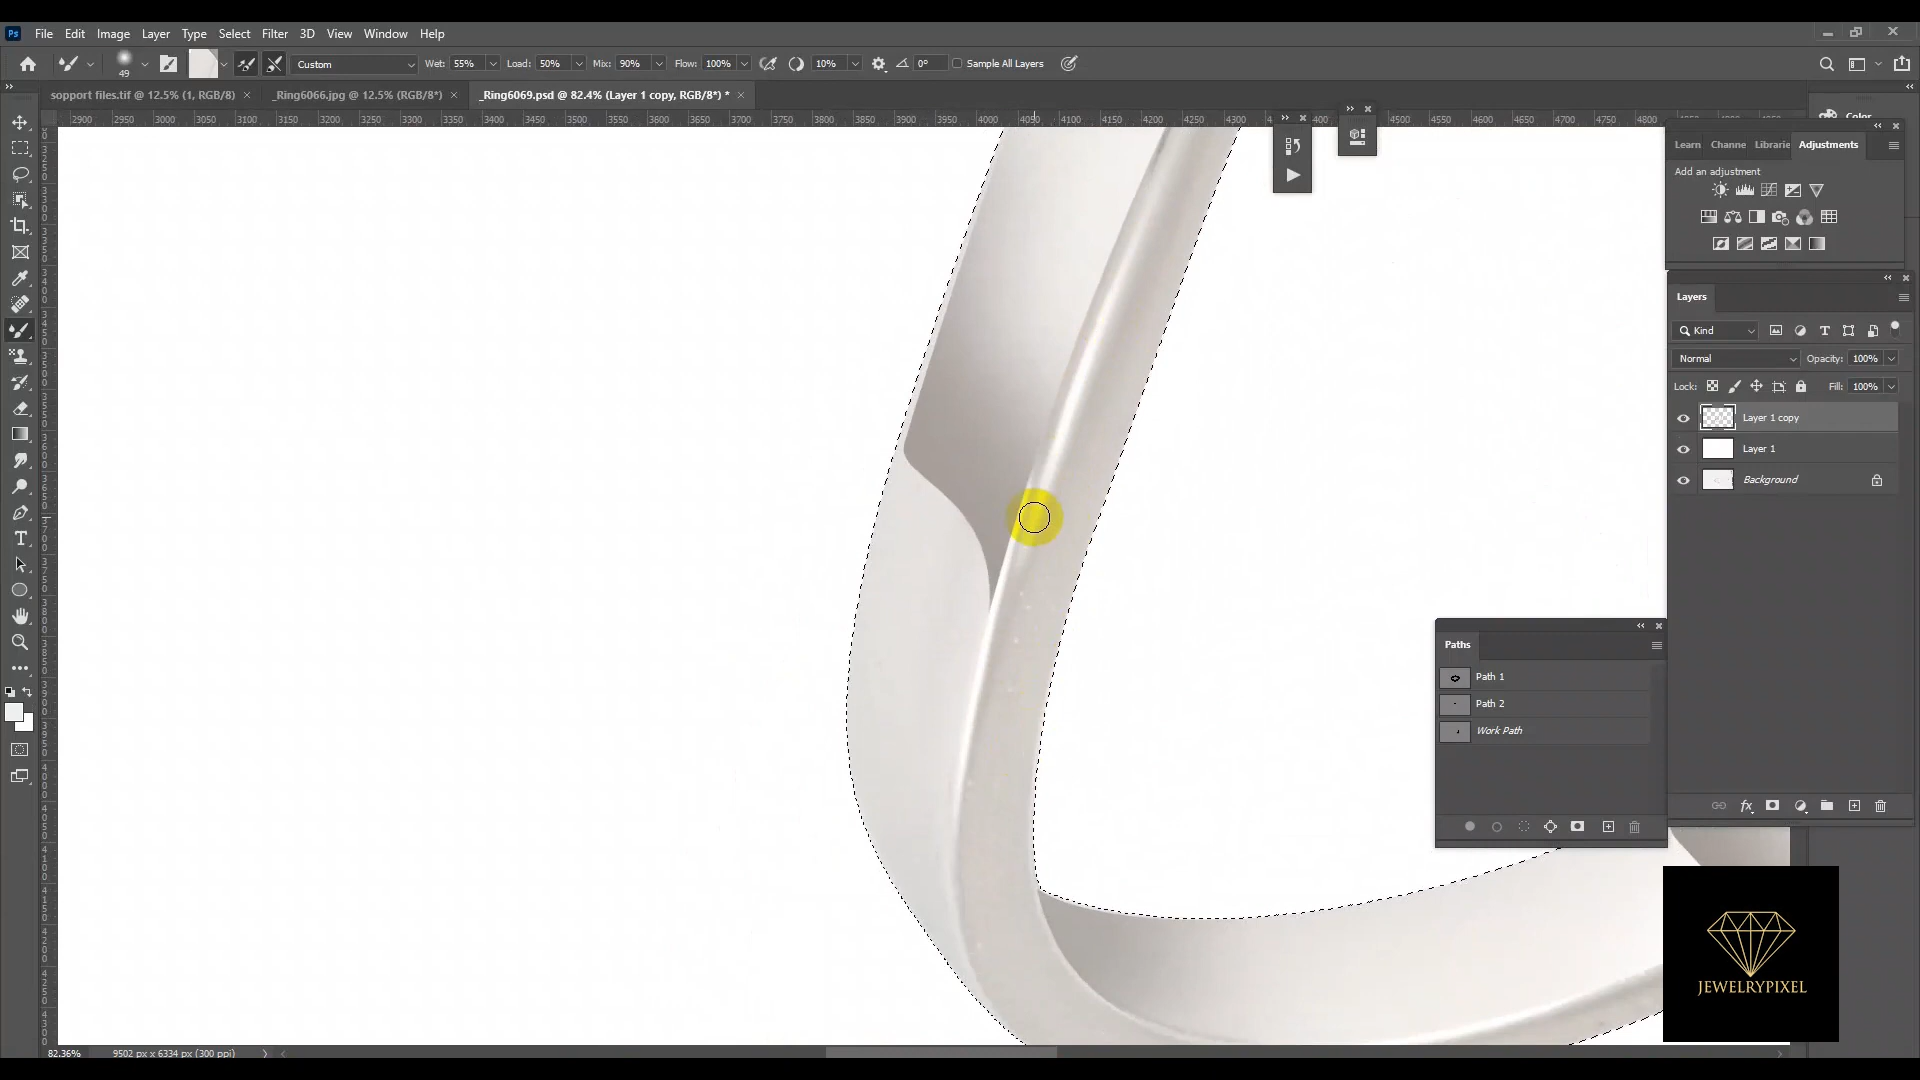 Ps File Edit Image Layer Type Select Filter 3D View Window Help
49 Custom Wet: 55% Load: 50% Mix: 90% Flow: 100% 10% 0° Sample All Layers
sopport files.tif @ 12.5% (1, RGB/8) × _Ring6066.jpg @ 12.5% (RGB/8*) × _Ring6069.psd @ 82.4% (Layer 1 copy, RGB/8*) * ×
2900 2950 3000 3050 3100 3150 3200 3250 3300 3350 3400 3450 3500 3550 3600 3650 3700 3750 3800 3850 3900 3950 4000 4050 4100 4150 4200 4250 4300 4400 4500 4550 4600 4650 4700 4750 4800
Color
Learn Channe Librarie Adjustments
Add an adjustment
Layers
Kind
Normal Opacity: 100%
Lock: Fill: 100%
Layer 1 copy
Layer 1
Background
Paths
Path 1
Path 2
Work Path
fx
JEWELRYPIXEL
82.36% 9502 px x 6334 px (300 ppi)